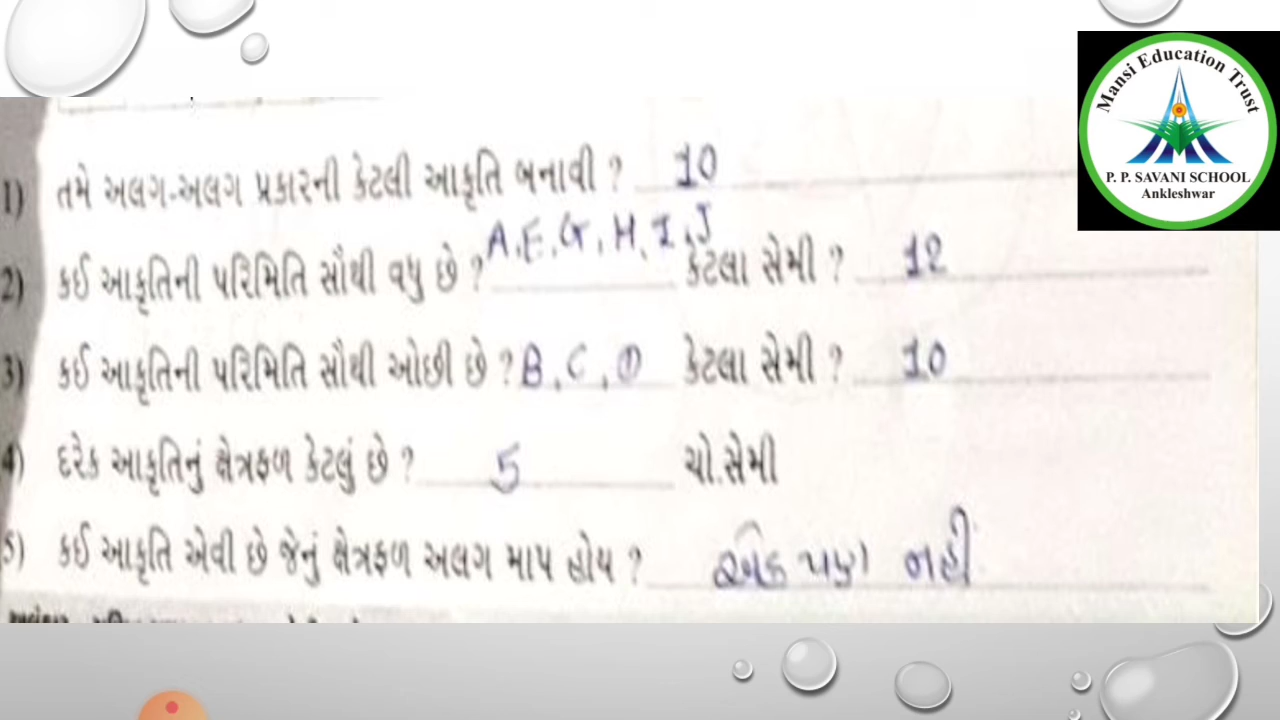 Mansi Education Trust
P. P. SAVANI SCHOOL
Ankleshwar
1) તમે અલગ-અલગ પ્રકારની કેટલી આકૃતિ બનાવી ? 10
2) કઈ આકૃતિની પરિમિતિ સૌથી વધુ છે ? A, E, G, H, I, J કેટલા સેમી ? 12
3) કઈ આકૃતિની પરિમિતિ સૌથી ઓછી છે ? B, C, D કેટલા સેમી ? 10
4) દરેક આકૃતિનું ક્ષેત્રફળ કેટલું છે ? 5 ચો.સેમી
5) કઈ આકૃતિ એવી છે જેનું ક્ષેત્રફળ અલગ માપ હોય ? એક પણ નહી